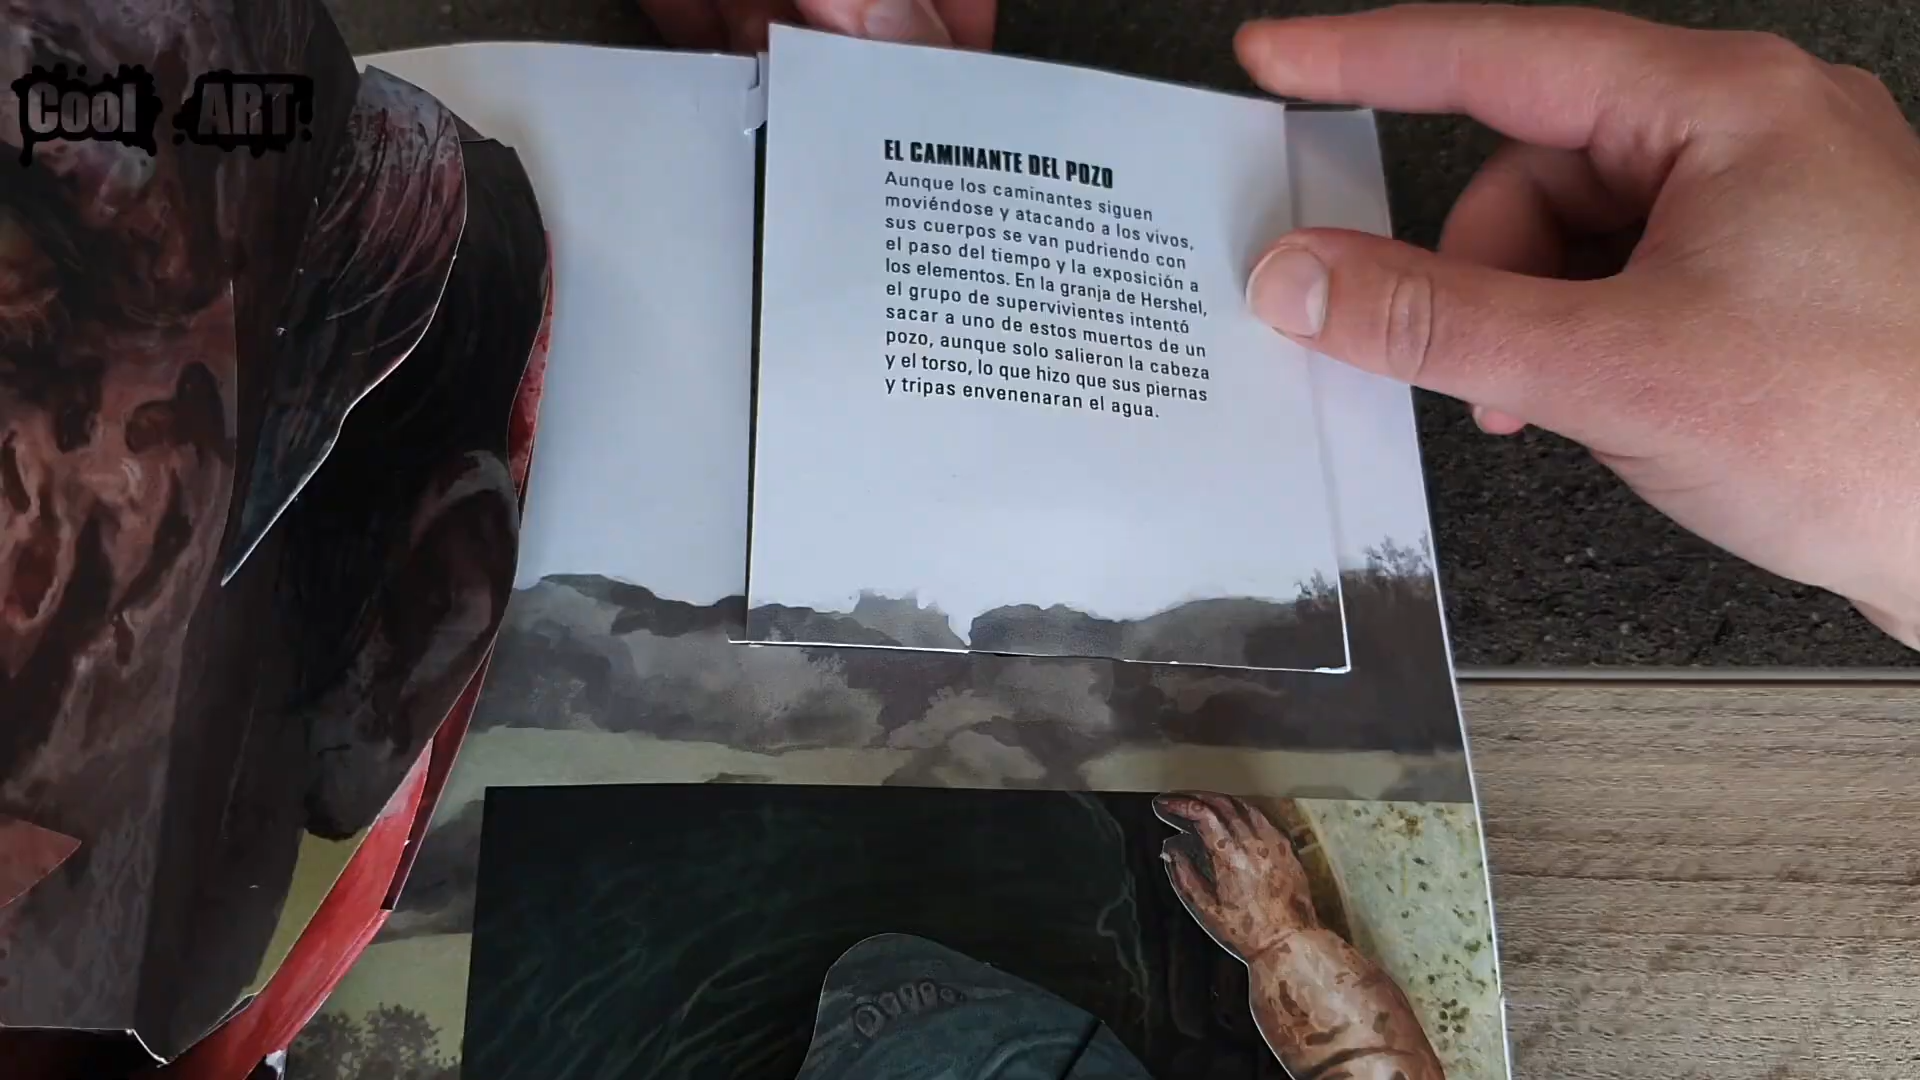 Cool ART!
EL CAMINANTE DEL POZO
Aunque los caminantes siguen
moviéndose y atacando a los vivos,
sus cuerpos se van pudriendo con
el paso del tiempo y la exposición a
los elementos. En la granja de Hershel,
el grupo de supervivientes intentó
sacar a uno de estos muertos de un
pozo, aunque solo salieron la cabeza
y el torso, lo que hizo que sus piernas
y tripas envenenaran el agua.